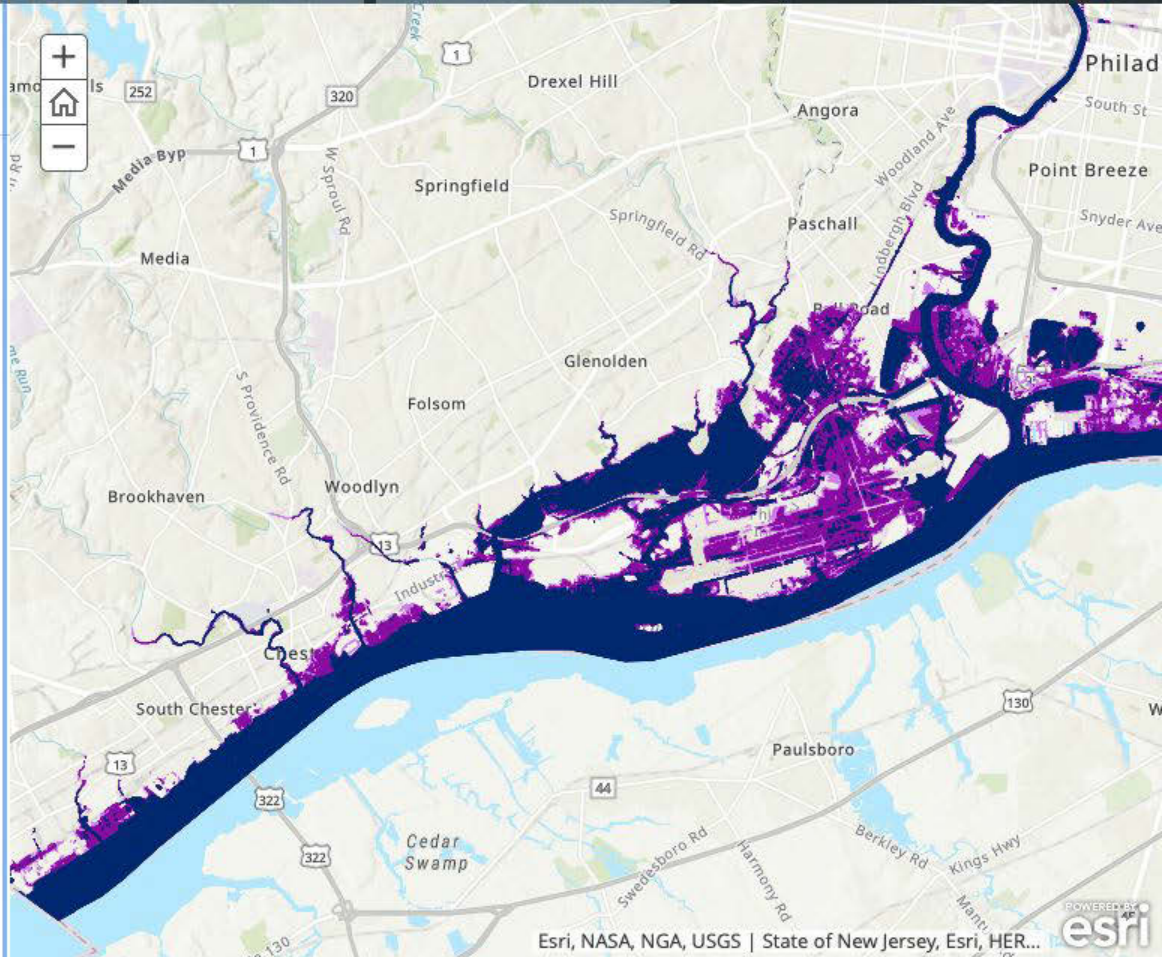 Creek
1
Philad
Drexel Hill
252
320
South St
Angora
Woodland Ave
1
Media Byp
W Sproul Rd
Point Breeze
Springfield
Springfield Rd
Paschall
Snyder Ave
Lindbergh Blvd
Media
Glenolden
S Providence Rd
Folsom
Woodlyn
Brookhaven
13
Industr
Chest
South Chester
13
130
Paulsboro
322
44
322
Cedar
Swamp
Swedesboro Rd
Harmony Rd
Berkley Rd
Kings Hwy
130
POWERED BY
esri
Esri, NASA, NGA, USGS | State of New Jersey, Esri, HER...